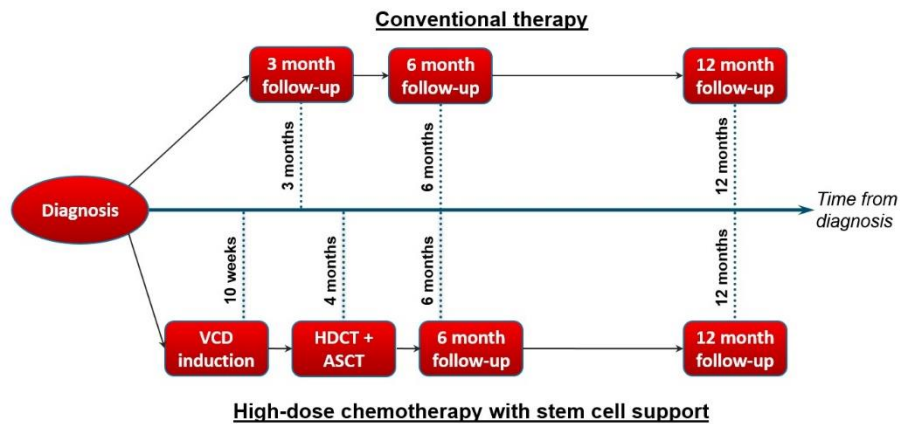 Conventional therapy
3 month
follow-up
6 month
follow-up
12 month
follow-up
3 months
6 months
12 months
Diagnosis
Time from
diagnosis
10 weeks
4 months
6 months
12 months
VCD
induction
HDCT +
ASCT
6 month
follow-up
12 month
follow-up
High-dose chemotherapy with stem cell support